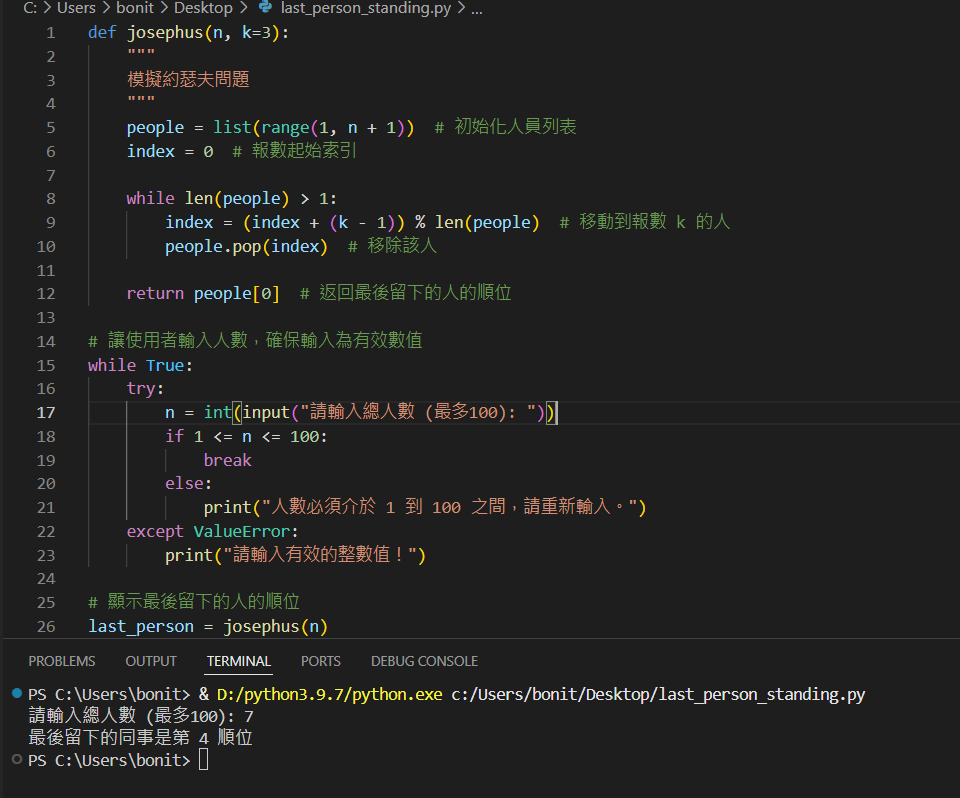 C: > Users > bonit > Desktop > last_person_standing.py > ...
1 def josephus(n, k=3):
2     """
3     模擬約瑟夫問題
4     """
5     people = list(range(1, n + 1))  # 初始化人員列表
6     index = 0  # 報數起始索引
7
8     while len(people) > 1:
9         index = (index + (k - 1)) % len(people)  # 移動到報數 k 的人
10         people.pop(index)  # 移除該人
11
12     return people[0]  # 返回最後留下的人的順位
13
14 # 讓使用者輸入人數，確保輸入為有效數值
15 while True:
16     try:
17         n = int(input("請輸入總人數 (最多100): "))
18         if 1 <= n <= 100:
19             break
20         else:
21             print("人數必須介於 1 到 100 之間，請重新輸入。")
22     except ValueError:
23         print("請輸入有效的整數值！")
24
25 # 顯示最後留下的人的順位
26 last_person = josephus(n)
PROBLEMS OUTPUT TERMINAL PORTS DEBUG CONSOLE
PS C:\Users\bonit> & D:/python3.9.7/python.exe c:/Users/bonit/Desktop/last_person_standing.py
請輸入總人數 (最多100): 7
最後留下的同事是第 4 順位
PS C:\Users\bonit>